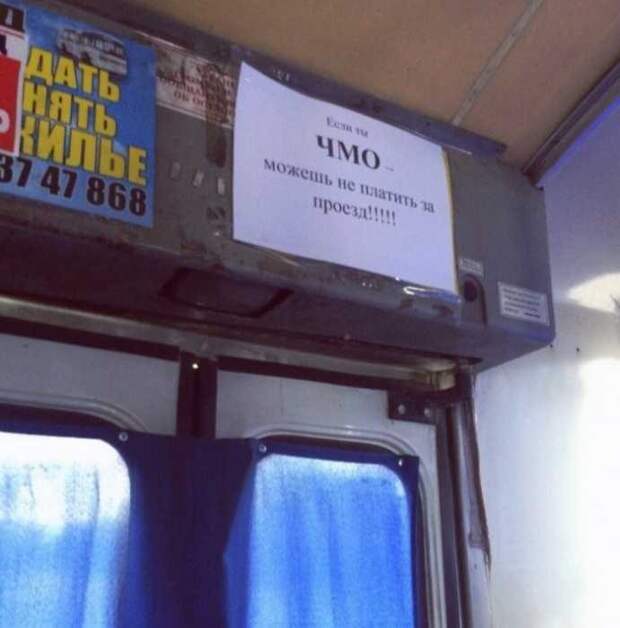 ДАТЬ
НЯТЬ
ЖИЛЬЕ
37 47 868
Если ты
ЧМО –
можешь не платить за
проезд!!!!!